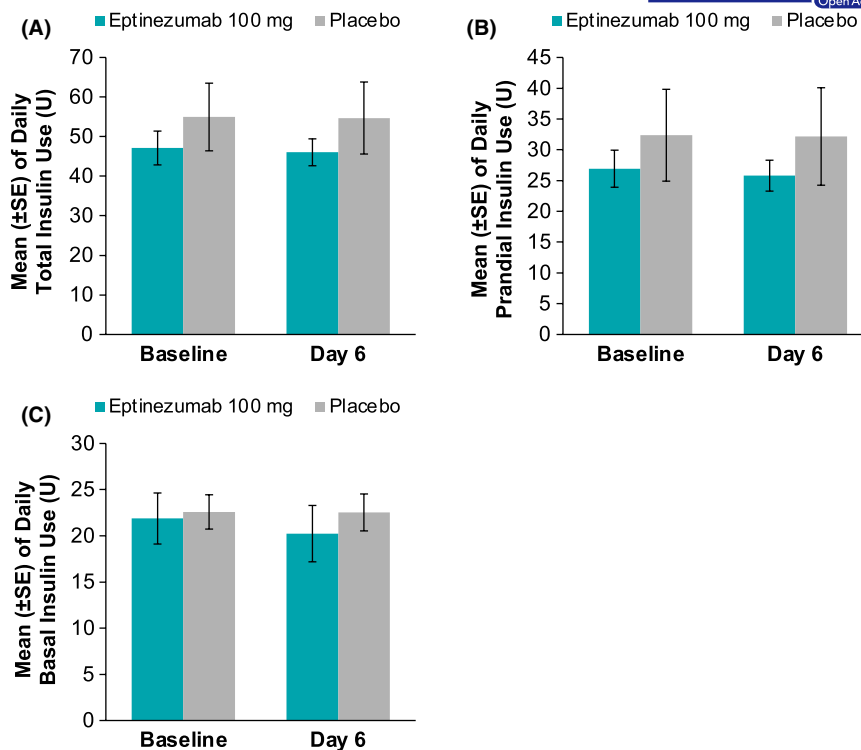 Open Ac
(A)
Eptinezumab 100 mg Placebo
Mean (±SE) of Daily
Total Insulin Use (U)
70
60
50
40
30
20
10
0
Baseline Day 6
(B)
Eptinezumab 100 mg Placebo
Mean (±SE) of Daily
Prandial Insulin Use (U)
45
40
35
30
25
20
15
10
5
0
Baseline Day 6
(C)
Eptinezumab 100 mg Placebo
Mean (±SE) of Daily
Basal Insulin Use (U)
30
25
20
15
10
5
0
Baseline Day 6